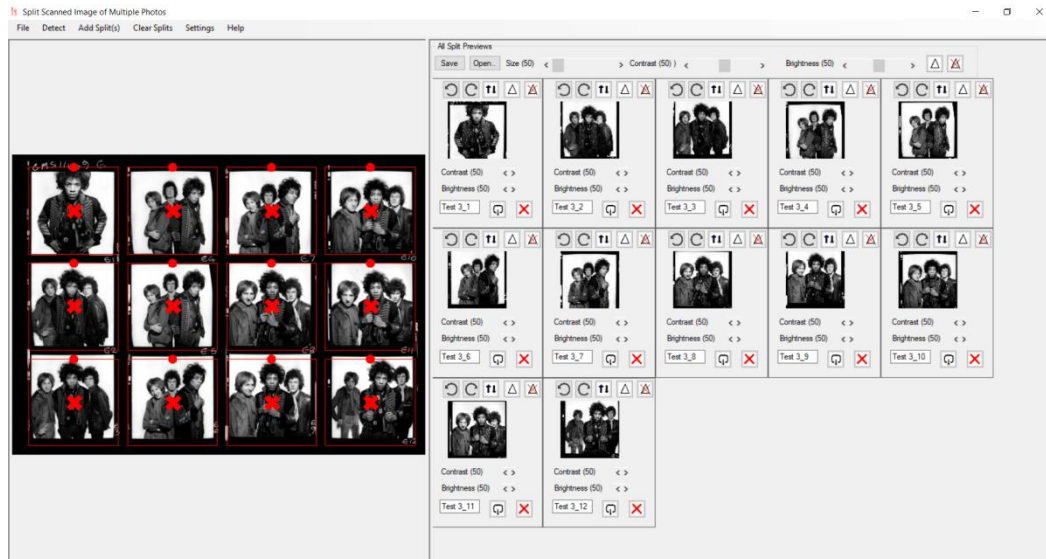 Split Scanned Image of Multiple Photos
File Detect Add Split(s) Clear Splits Settings Help
All Split Previews
Save Open.. Size (50) < > Contrast (50) ) < > Brightness (50) < >
Contrast (50) < > Contrast (50) < > Contrast (50) < > Contrast (50) < > Contrast (50) < >
Brightness (50) < > Brightness (50) < > Brightness (50) < > Brightness (50) < > Brightness (50) < >
Test 3_1 Test 3_2 Test 3_3 Test 3_4 Test 3_5
Contrast (50) < > Contrast (50) < > Contrast (50) < > Contrast (50) < > Contrast (50) < >
Brightness (50) < > Brightness (50) < > Brightness (50) < > Brightness (50) < > Brightness (50) < >
Test 3_6 Test 3_7 Test 3_8 Test 3_9 Test 3_10
Contrast (50) < > Contrast (50) < >
Brightness (50) < > Brightness (50) < >
Test 3_11 Test 3_12
E4 E7 E10
E12